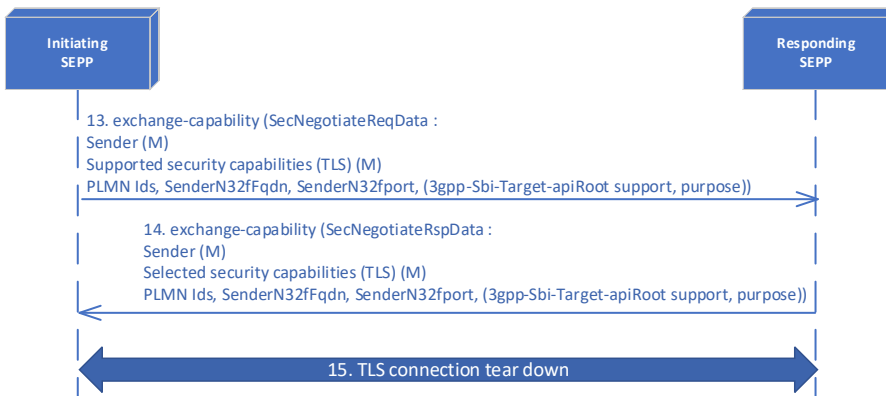 Initiating
SEPP
Responding
SEPP
13. exchange-capability (SecNegotiateReqData :
Sender (M)
Supported security capabilities (TLS) (M)
PLMN Ids, SenderN32fFqdn, SenderN32fport, (3gpp-Sbi-Target-apiRoot support, purpose))
14. exchange-capability (SecNegotiateRspData :
Sender (M)
Selected security capabilities (TLS) (M)
PLMN Ids, SenderN32fFqdn, SenderN32fport, (3gpp-Sbi-Target-apiRoot support, purpose))
15. TLS connection tear down